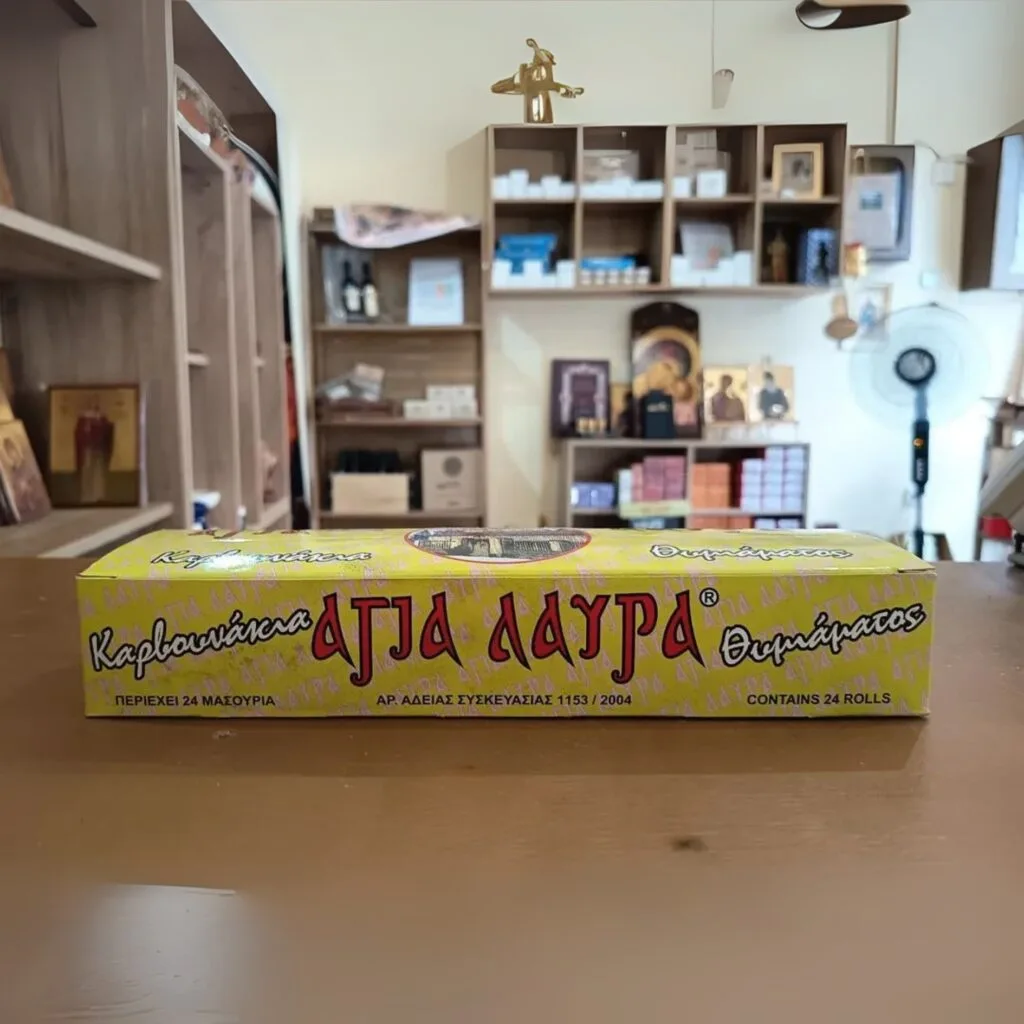 Καρβουνάκια Θυμιάματος
Καρβουνάκια ΑΓΙΑ ΛΑΥΡΑ® Θυμιάματος
ΠΕΡΙΕΧΕΙ 24 ΜΑΣΟΥΡΙΑ ΑΡ. ΑΔΕΙΑΣ ΣΥΣΚΕΥΑΣΙΑΣ 1153 / 2004 CONTAINS 24 ROLLS